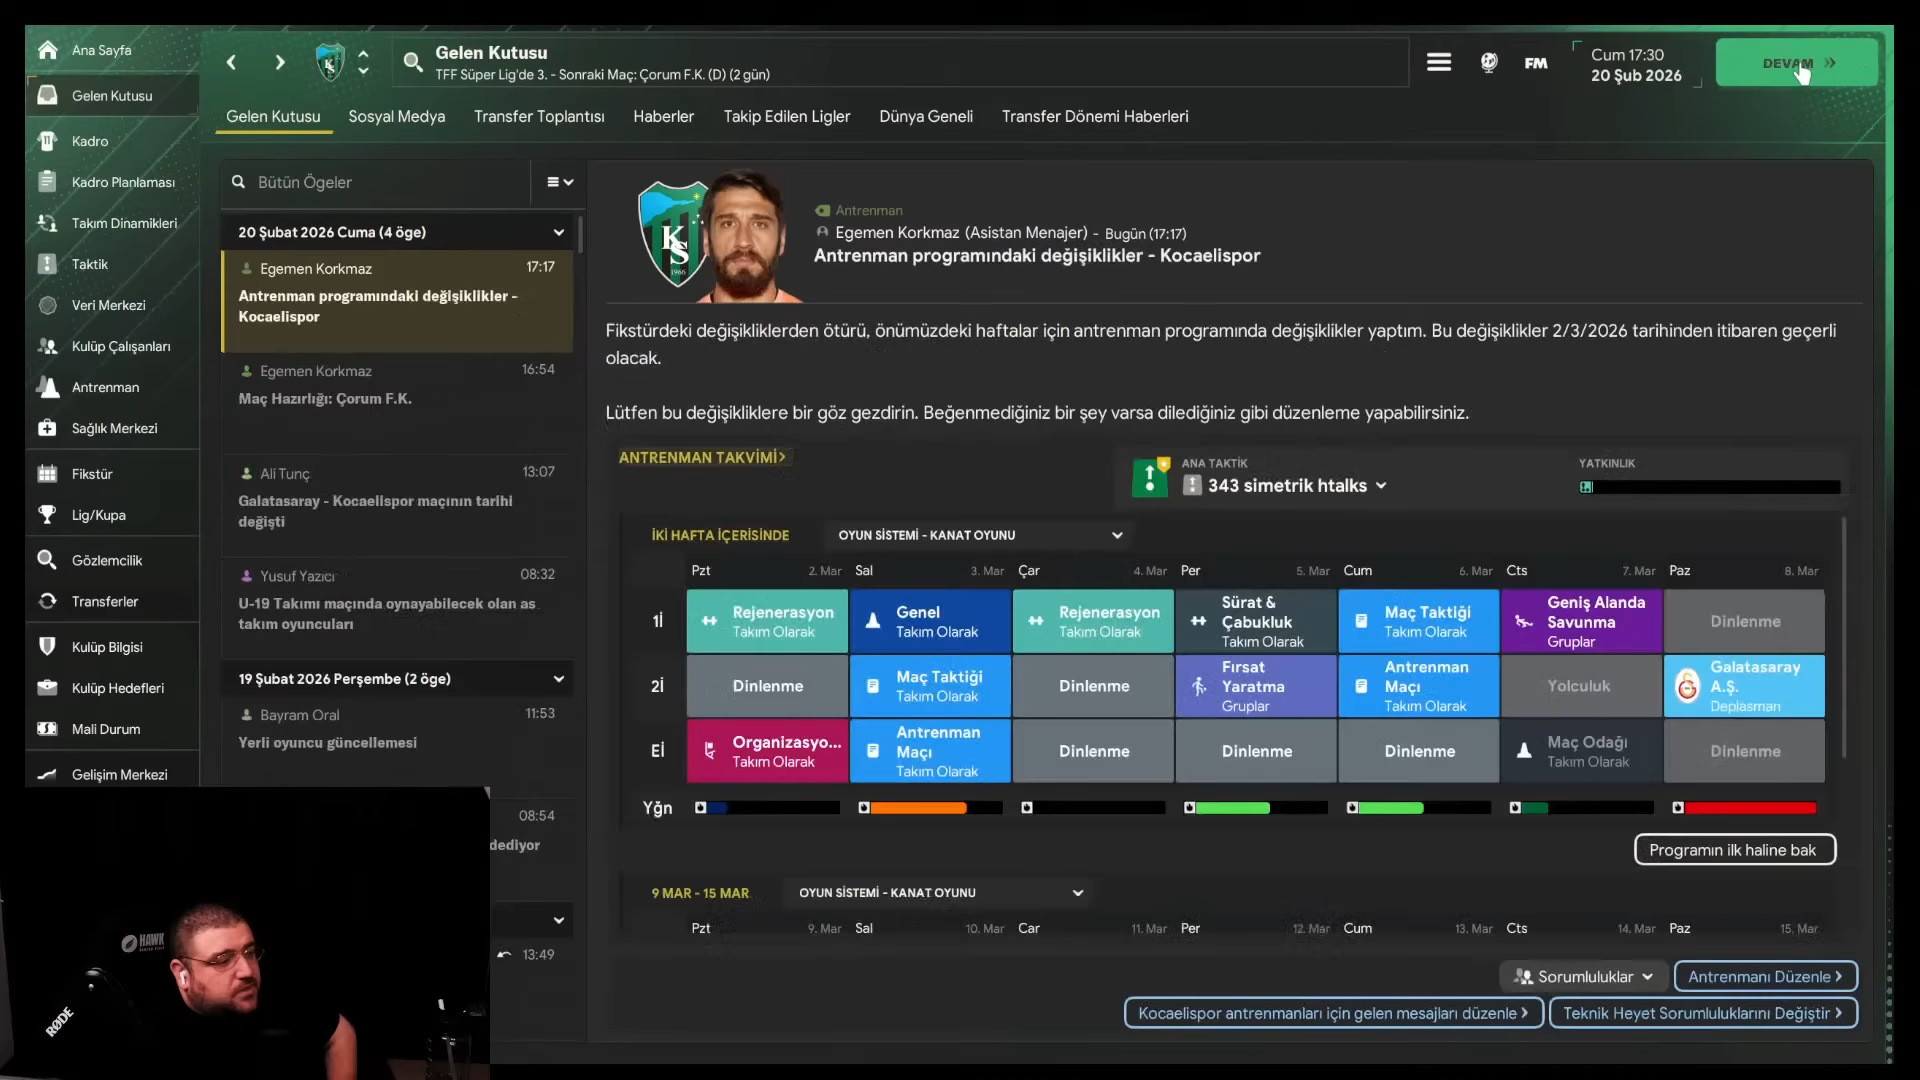 Ana Sayfa
Gelen Kutusu
Kadro
Kadro Planlaması
Takım Dinamikleri
Taktik
Veri Merkezi
Kulüp Çalışanları
Antrenman
Sağlık Merkezi
Fikstür
Lig/Kupa
Gözlemcilik
Transferler
Kulüp Bilgisi
Kulüp Hedefleri
Mali Durum
Gelişim Merkezi
Gelen Kutusu
TFF Süper Lig'de 3. - Sonraki Maç: Çorum F.K. (D) (2 gün)
FM
Cum 17:30
20 Şub 2026
DEVAM
Gelen Kutusu
Sosyal Medya
Transfer Toplantısı
Haberler
Takip Edilen Ligler
Dünya Geneli
Transfer Dönemi Haberleri
Bütün Ögeler
20 Şubat 2026 Cuma (4 öge)
Egemen Korkmaz 17:17
Antrenman programındaki değişiklikler -
Kocaelispor
Egemen Korkmaz 16:54
Maç Hazırlığı: Çorum F.K.
Ali Tunç 13:07
Galatasaray - Kocaelispor maçının tarihi
değişti
Yusuf Yazıcı 08:32
U-19 Takımı maçında oynayabilecek olan as
takım oyuncuları
19 Şubat 2026 Perşembe (2 öge)
Bayram Oral 11:53
Yerli oyuncu güncellemesi
08:54
dediyor
13:49
KS
1966
Antrenman
Egemen Korkmaz (Asistan Menajer) - Bugün (17:17)
Antrenman programındaki değişiklikler - Kocaelispor
Fikstürdeki değişikliklerden ötürü, önümüzdeki haftalar için antrenman programında değişiklikler yaptım. Bu değişiklikler 2/3/2026 tarihinden itibaren geçerli
olacak.
Lütfen bu değişikliklere bir göz gezdirin. Beğenmediğiniz bir şey varsa dilediğiniz gibi düzenleme yapabilirsiniz.
ANTRENMAN TAKVİMİ>
ANA TAKTİK
343 simetrik htalks
YATKINLIK
İKİ HAFTA İÇERİSİNDE
OYUN SİSTEMİ - KANAT OYUNU
Pzt 2. Mar Sal 3. Mar Çar 4. Mar Per 5. Mar Cum 6. Mar Cts 7. Mar Paz 8. Mar
1İ
Rejenerasyon
Takım Olarak
Genel
Takım Olarak
Rejenerasyon
Takım Olarak
Sürat &
Çabukluk
Takım Olarak
Maç Taktiği
Takım Olarak
Geniş Alanda
Savunma
Gruplar
Dinlenme
2İ
Dinlenme
Maç Taktiği
Takım Olarak
Dinlenme
Fırsat
Yaratma
Gruplar
Antrenman
Maçı
Takım Olarak
Yolculuk
Galatasaray
A.Ş.
Deplasman
Eİ
Organizasyo...
Takım Olarak
Antrenman
Maçı
Takım Olarak
Dinlenme
Dinlenme
Dinlenme
Maç Odağı
Takım Olarak
Dinlenme
Yğn
Programın ilk haline bak
9 MAR - 15 MAR
OYUN SİSTEMİ - KANAT OYUNU
Pzt 9. Mar Sal 10. Mar Çar 11. Mar Per 12. Mar Cum 13. Mar Cts 14. Mar Paz 15. Mar
Sorumluluklar
Antrenmanı Düzenle >
Kocaelispor antrenmanları için gelen mesajları düzenle >
Teknik Heyet Sorumluluklarını Değiştir >
HAWK
RØDE